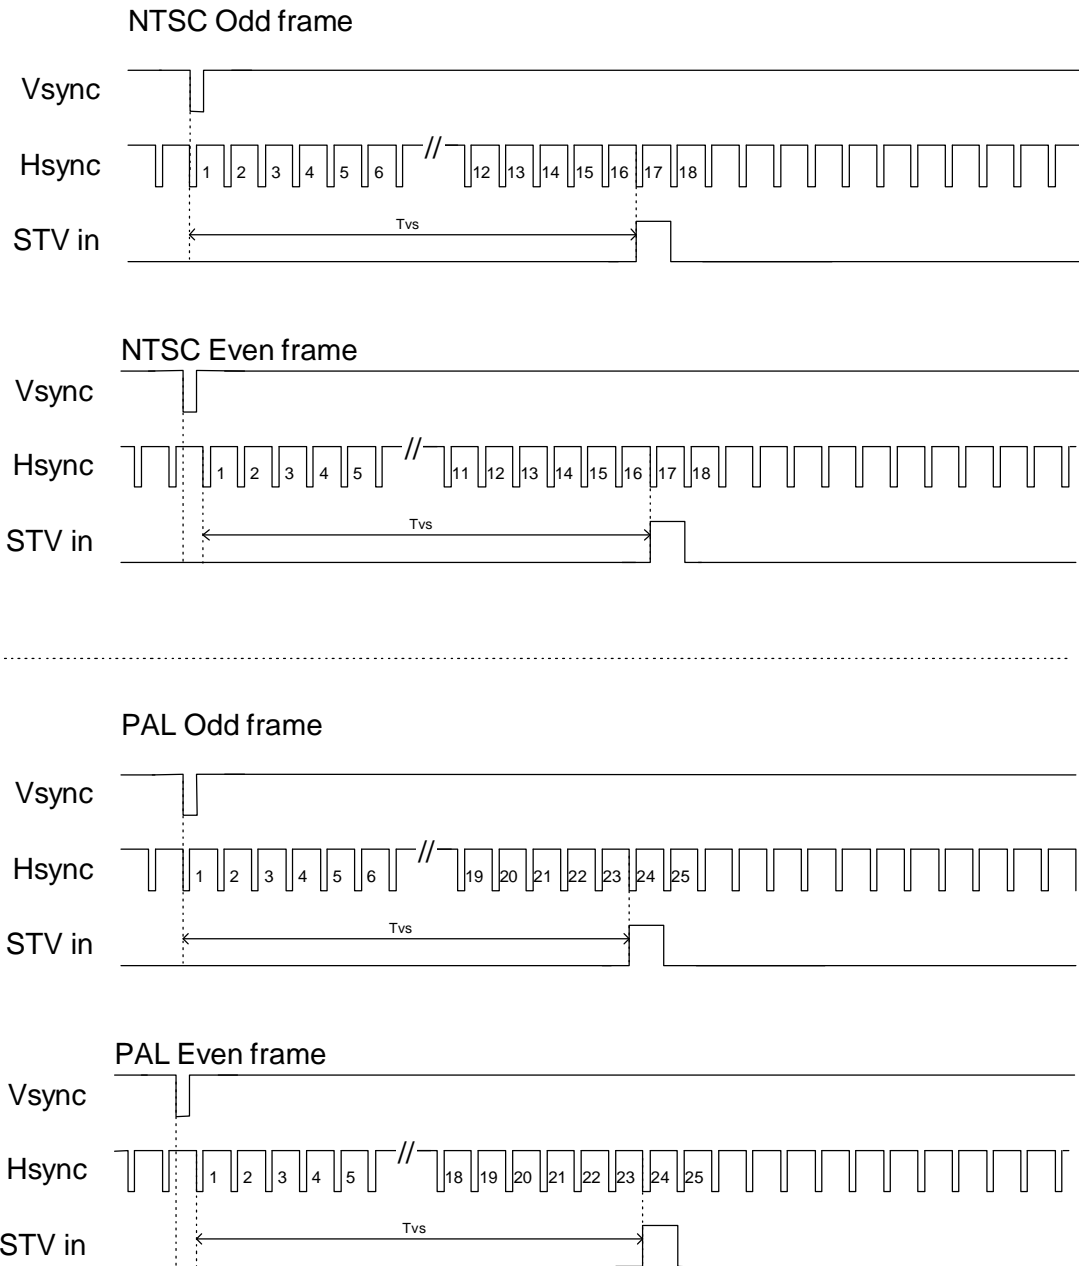 NTSC Odd frame
Vsync
Hsync 1 2 3 4 5 6 // 12 13 14 15 16 17 18
Tvs
STV in
NTSC Even frame
Vsync
Hsync 1 2 3 4 5 // 11 12 13 14 15 16 17 18
Tvs
STV in
PAL Odd frame
Vsync
Hsync 1 2 3 4 5 6 // 19 20 21 22 23 24 25
Tvs
STV in
PAL Even frame
Vsync
Hsync 1 2 3 4 5 // 18 19 20 21 22 23 24 25
Tvs
STV in